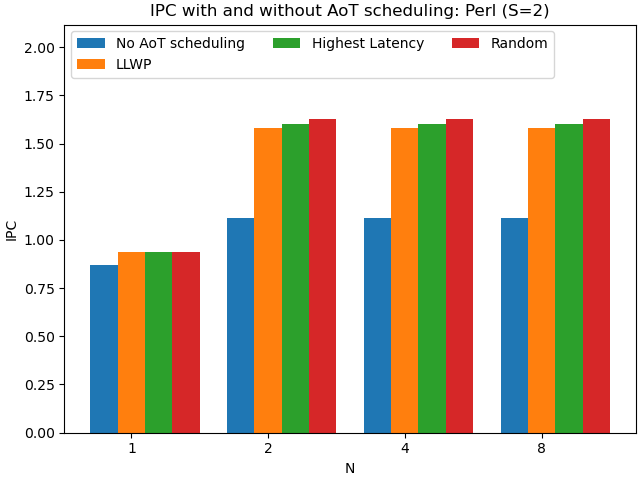 IPC with and without AoT scheduling: Perl (S=2)
No AoT scheduling
LLWP
Highest Latency
Random
2.00
1.75
1.50
1.25
1.00
0.75
0.50
0.25
0.00
IPC
1 2 4 8
N